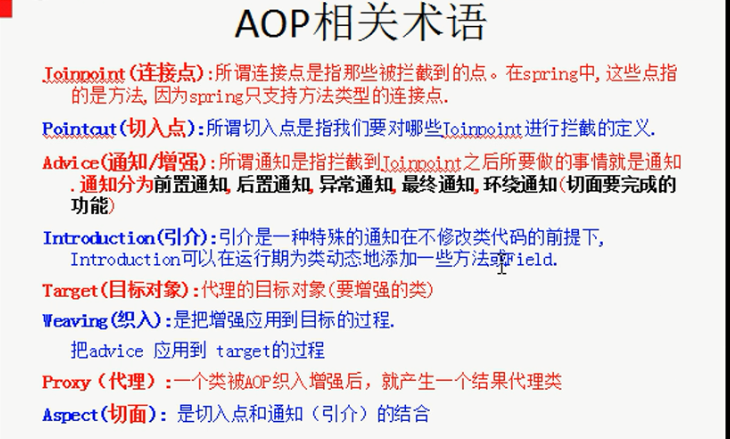 AOP相关术语
Joinpoint(连接点):所谓连接点是指那些被拦截到的点。在spring中,这些点指
的是方法,因为spring只支持方法类型的连接点.
Pointcut(切入点):所谓切入点是指我们要对哪些Joinpoint进行拦截的定义.
Advice(通知/增强):所谓通知是指拦截到Joinpoint之后所要做的事情就是通知
.通知分为前置通知,后置通知,异常通知,最终通知,环绕通知(切面要完成的
功能)
Introduction(引介):引介是一种特殊的通知在不修改类代码的前提下,
Introduction可以在运行期为类动态地添加一些方法或Field.
Target(目标对象):代理的目标对象(要增强的类)
Weaving(织入):是把增强应用到目标的过程.
把advice 应用到 target的过程
Proxy（代理）:一个类被AOP织入增强后，就产生一个结果代理类
Aspect(切面): 是切入点和通知（引介）的结合